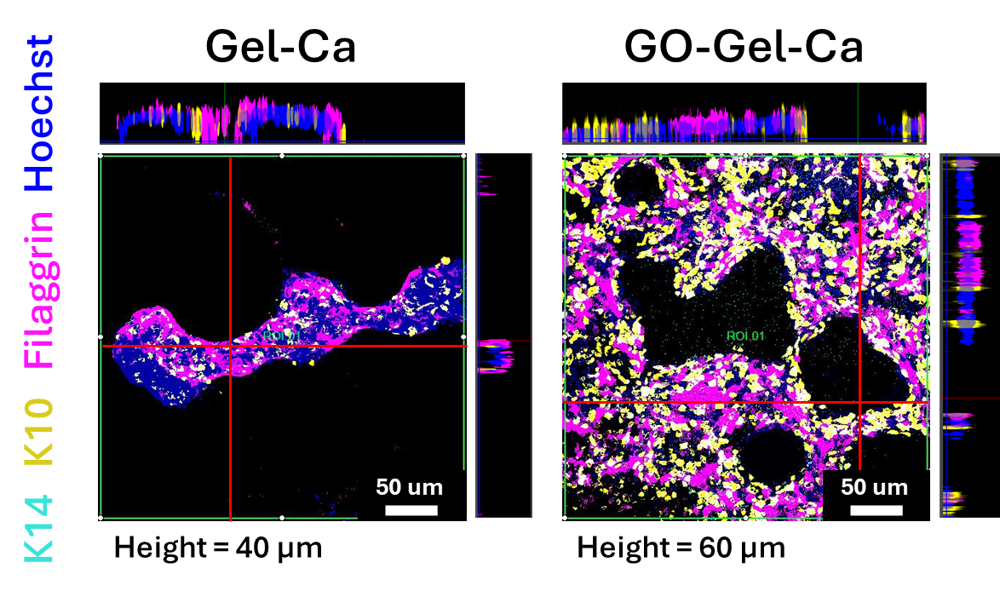 Gel-Ca
GO-Gel-Ca
K14 K10 Filaggrin Hoechst
ROI.01
ROI.01
50 um
50 um
Height = 40 µm
Height = 60 µm